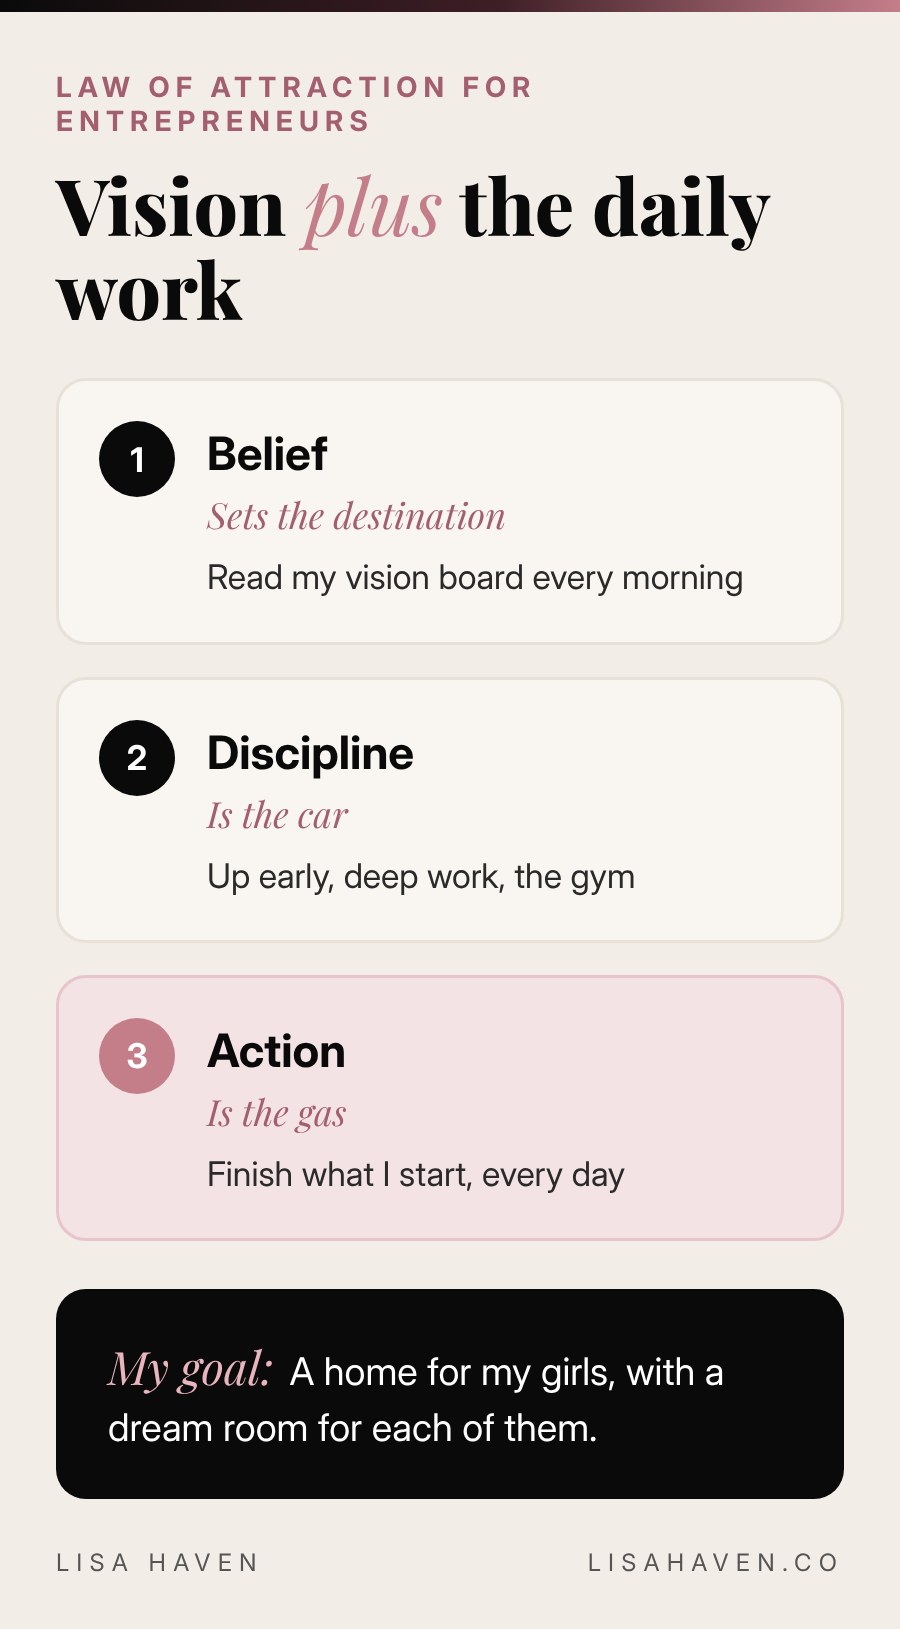 LAW OF ATTRACTION FOR
ENTREPRENEURS
Vision plus the daily
work
1
Belief
Sets the destination
Read my vision board every morning
2
Discipline
Is the car
Up early, deep work, the gym
3
Action
Is the gas
Finish what I start, every day
My goal: A home for my girls, with a
dream room for each of them.
LISA HAVEN
LISAHAVEN.CO